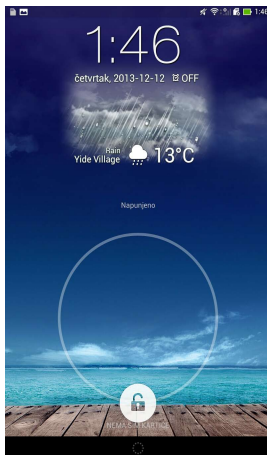 1:46
1:46
četvrtak, 2013-12-12 OFF
Rain
Yide Village 13°C
Napunjeno
NEMA SIM KARTICE